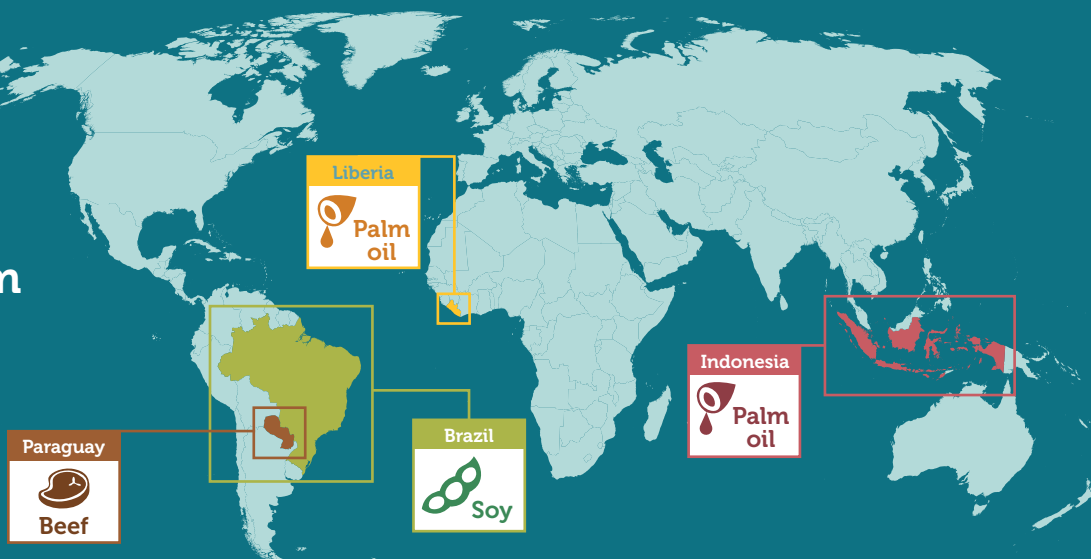 Liberia
Palm
oil
m
Indonesia
Palm
oil
Brazil
Soy
Paraguay
Beef